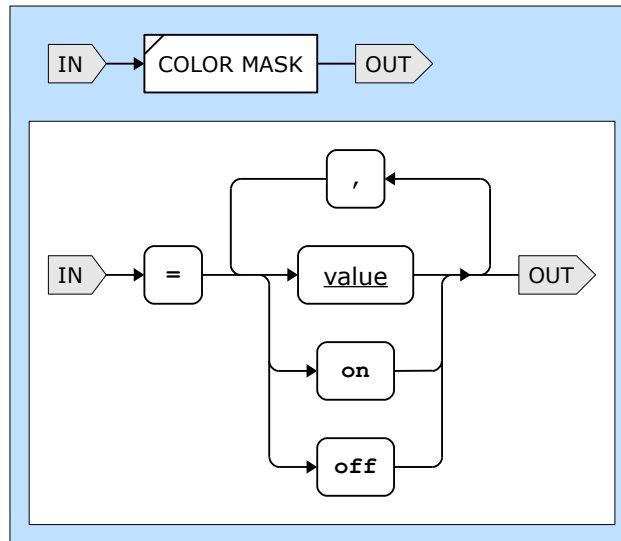 IN COLOR MASK OUT
,
IN = value OUT
on
off